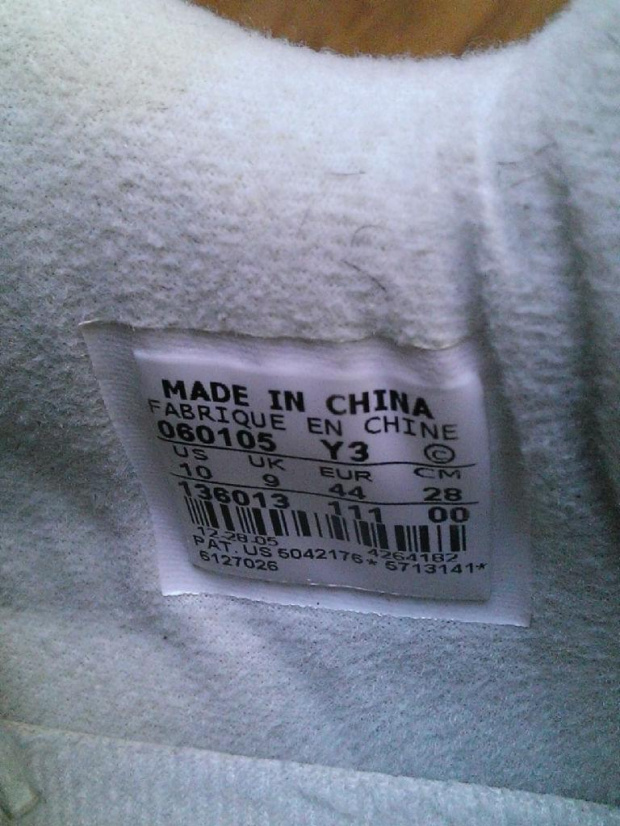 MADE IN CHINA
FABRIQUE EN CHINE
060105 Y3 ©
US UK EUR CM
10 9 44 28
136013 111 00
12-28-05 4264182
PAT. US 5042176* 5713141*
6127026